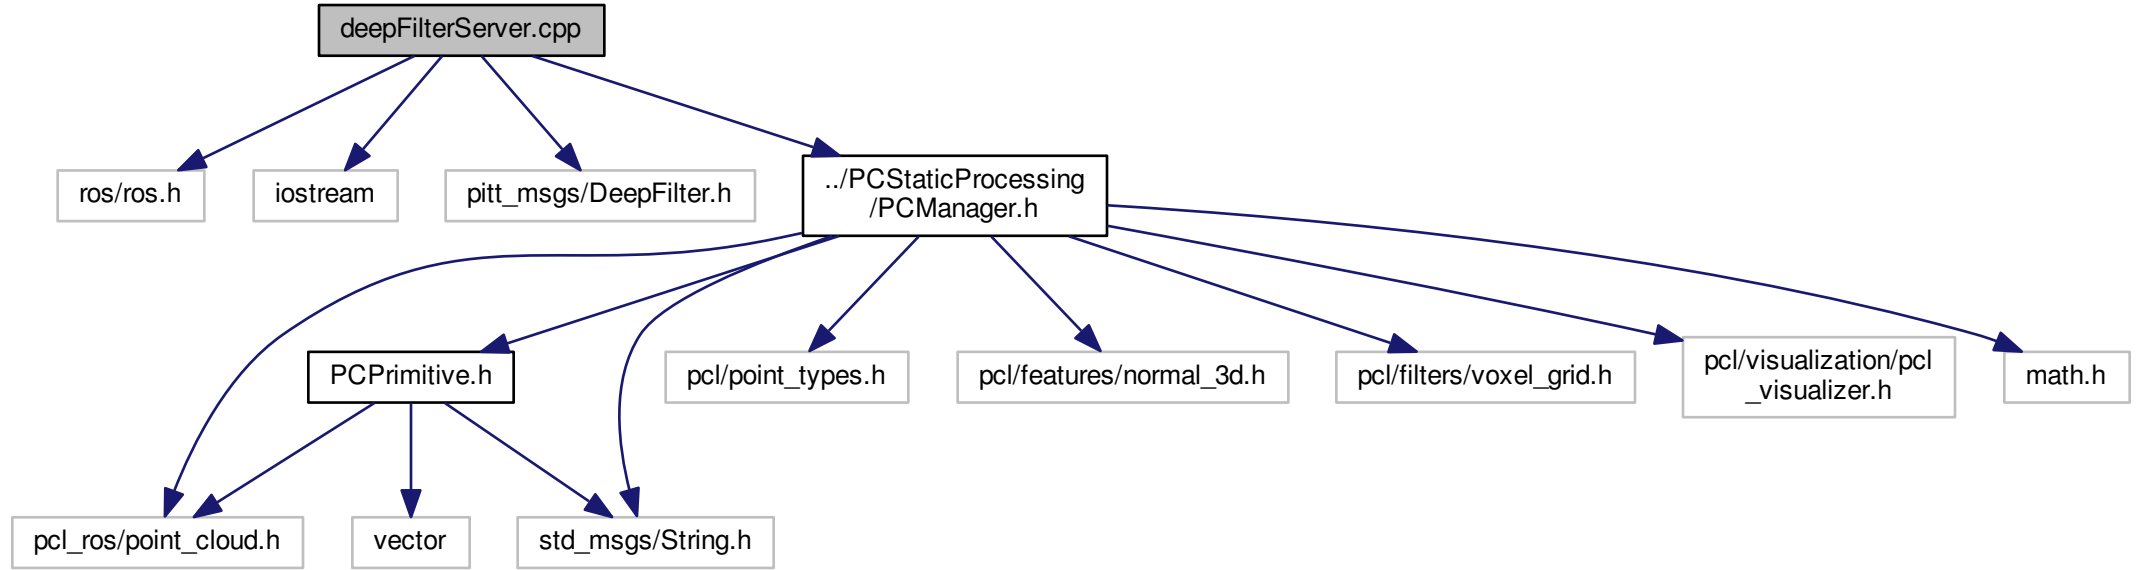 deepFilterServer.cpp
ros/ros.h
iostream
pitt_msgs/DeepFilter.h
../PCStaticProcessing
/PCManager.h
PCPrimitive.h
pcl/point_types.h
pcl/features/normal_3d.h
pcl/filters/voxel_grid.h
pcl/visualization/pcl
_visualizer.h
math.h
pcl_ros/point_cloud.h
vector
std_msgs/String.h